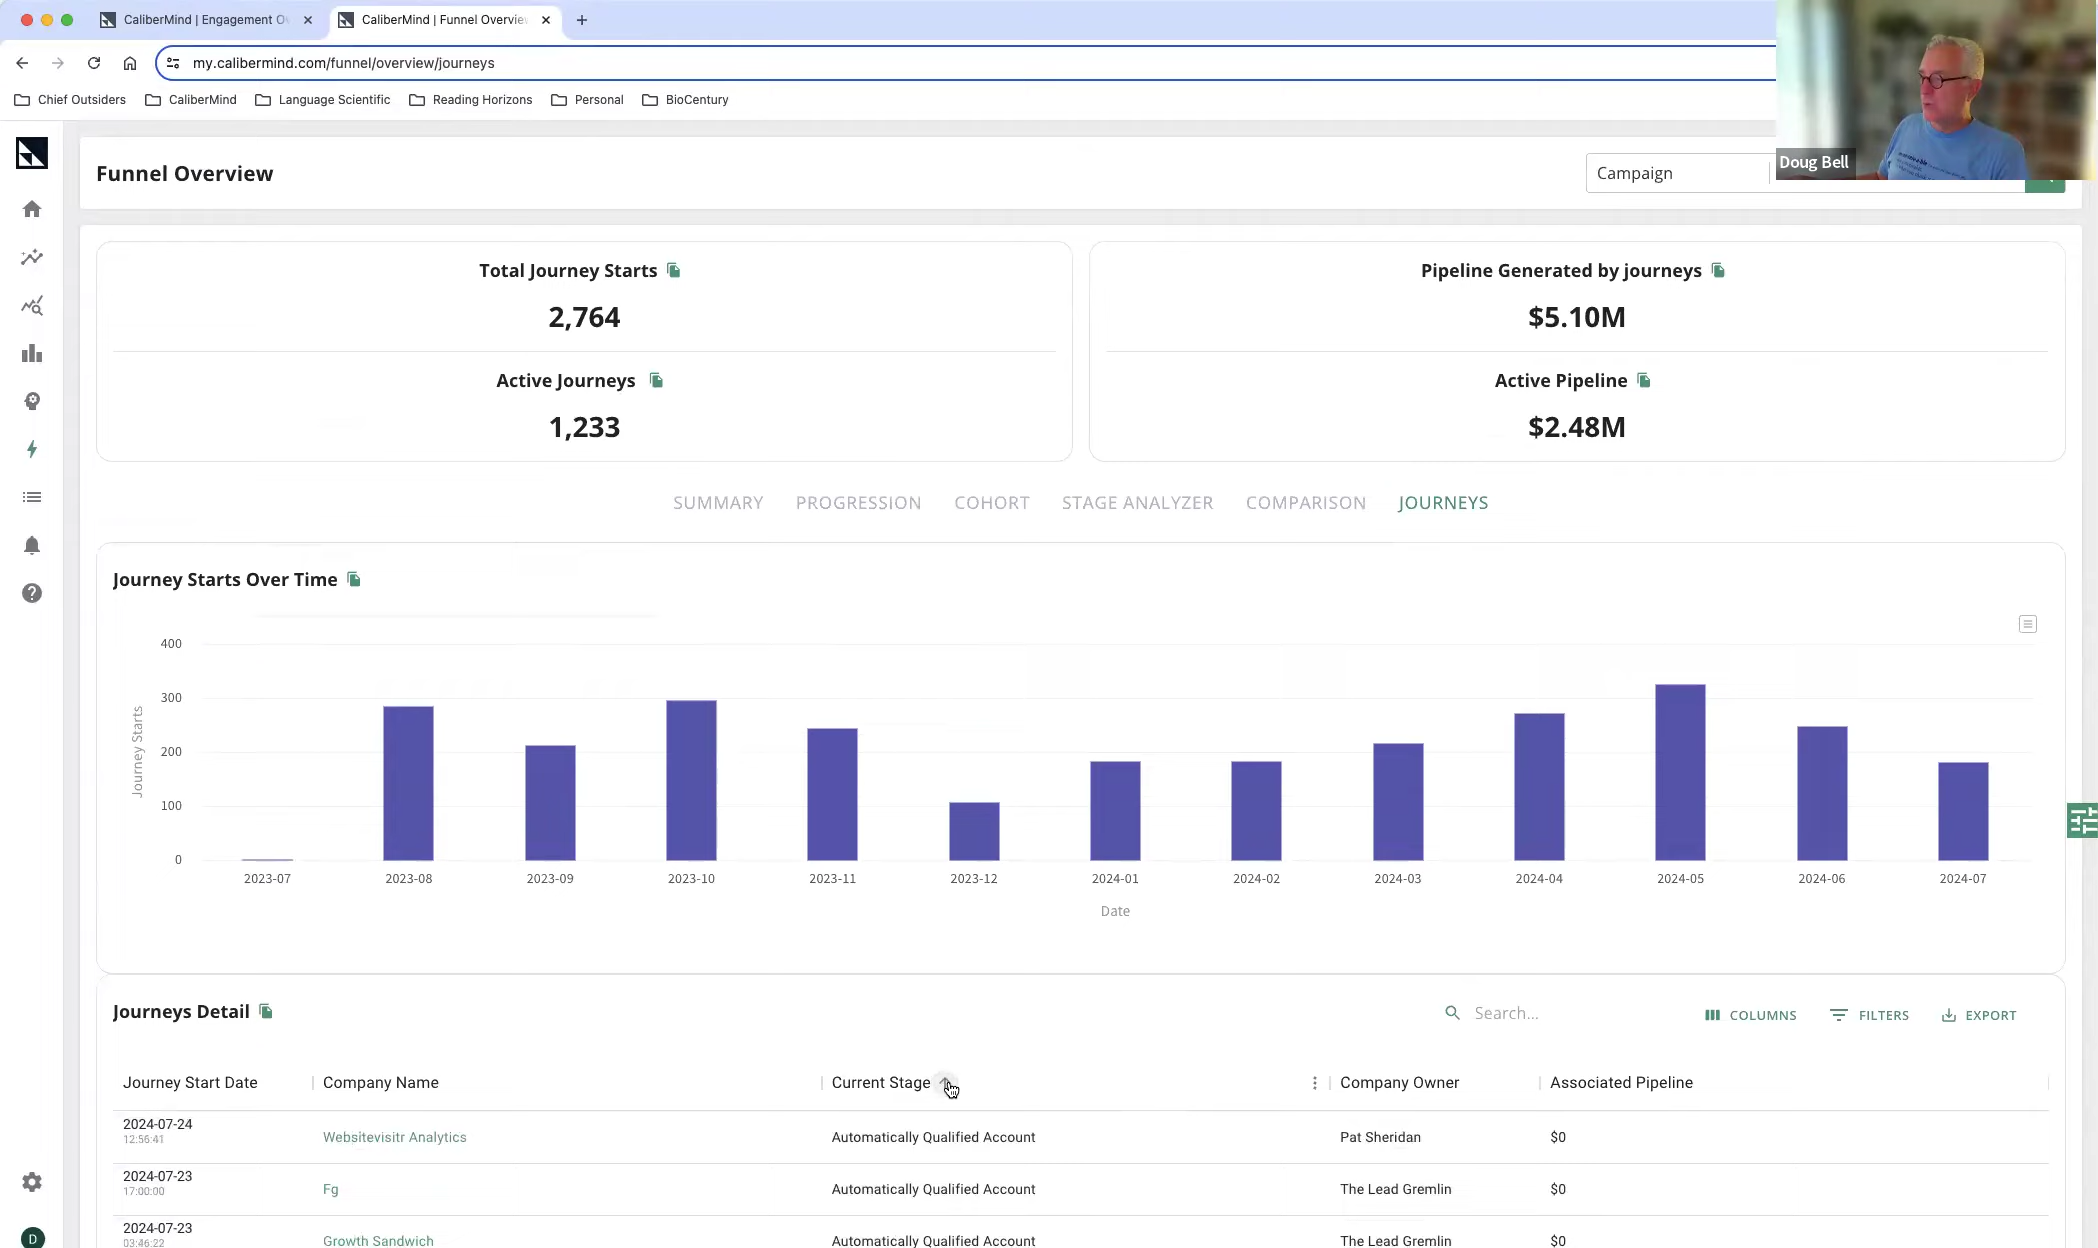 CaliberMind | Engagement O
CaliberMind | Funnel Overvie
my.calibermind.com/funnel/overview/journeys
Chief Outsiders
CaliberMind
Language Scientific
Reading Horizons
Personal
BioCentury
Doug Bell
Funnel Overview
Campaign
Total Journey Starts
2,764
Active Journeys
1,233
Pipeline Generated by journeys
$5.10M
Active Pipeline
$2.48M
SUMMARY PROGRESSION COHORT STAGE ANALYZER COMPARISON JOURNEYS
Journey Starts Over Time
400
300
200
100
0
Journey Starts
2023-07 2023-08 2023-09 2023-10 2023-11 2023-12 2024-01 2024-02 2024-03 2024-04 2024-05 2024-06 2024-07
Date
Journeys Detail
Search...
COLUMNS
FILTERS
EXPORT
Journey Start Date Company Name Current Stage Company Owner Associated Pipeline
2024-07-24
12:56:41
Websitevisitr Analytics Automatically Qualified Account Pat Sheridan $0
2024-07-23
17:00:00
Fg Automatically Qualified Account The Lead Gremlin $0
2024-07-23
03:46:22
Growth Sandwich Automatically Qualified Account The Lead Gremlin $0
D